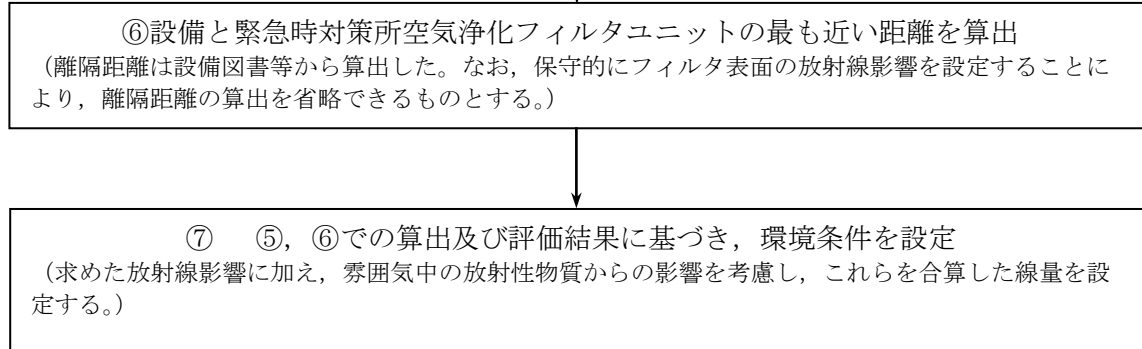 ⑥設備と緊急時対策所空気浄化フィルタユニットの最も近い距離を算出
（離隔距離は設備図書等から算出した。なお，保守的にフィルタ表面の放射線影響を設定することに
より，離隔距離の算出を省略できるものとする。）
⑦　⑤，⑥での算出及び評価結果に基づき，環境条件を設定
（求めた放射線影響に加え，雰囲気中の放射性物質からの影響を考慮し，これらを合算した線量を設
定する。）